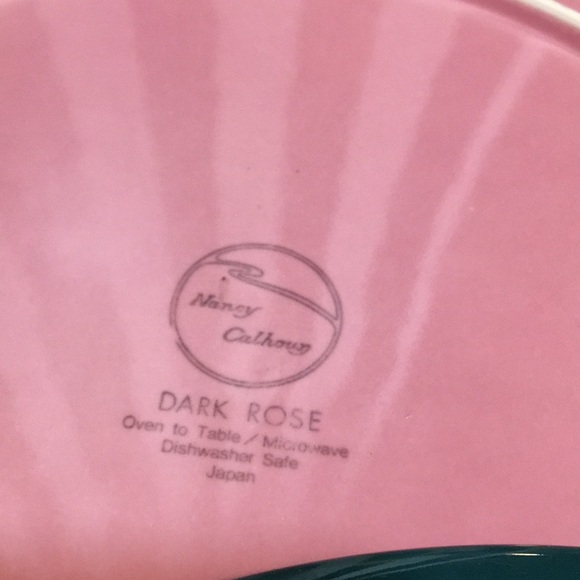 Nancy
Calhoun
DARK ROSE
Oven to Table / Microwave
Dishwasher Safe
Japan